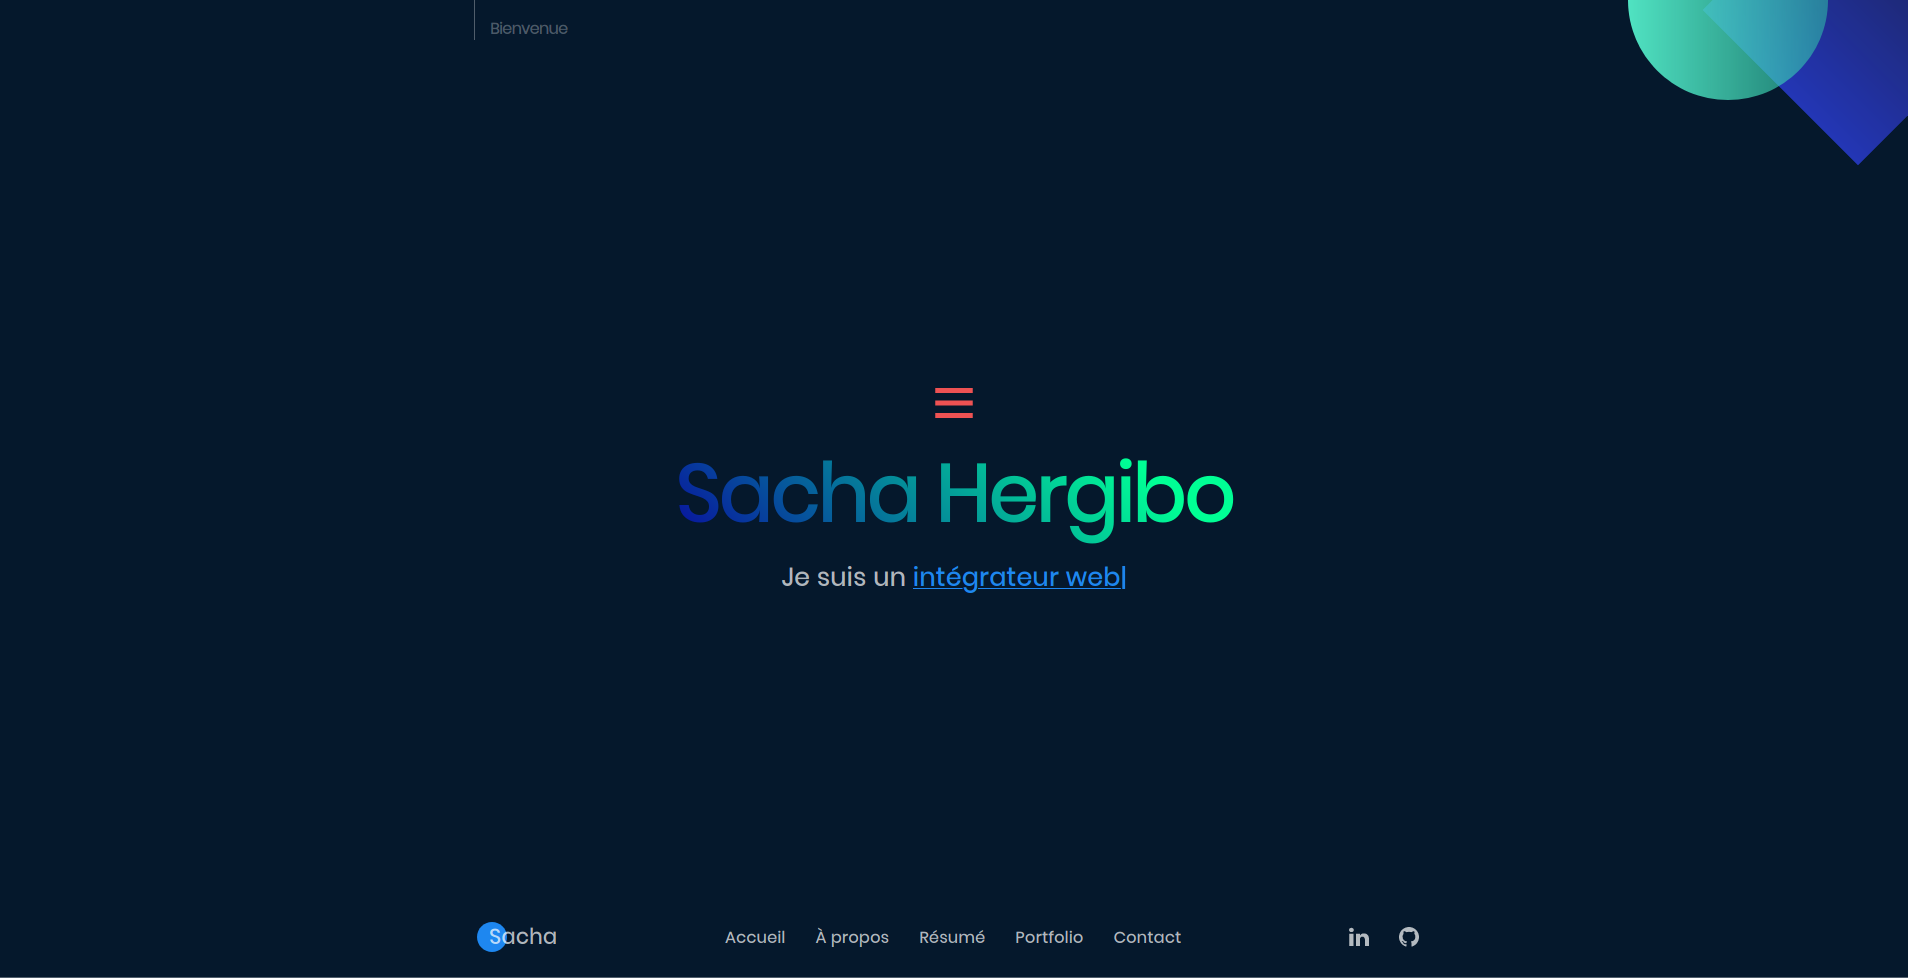 Bienvenue
Sacha Hergibo
Je suis un intégrateur web|
Sacha
Accueil À propos Résumé Portfolio Contact
in